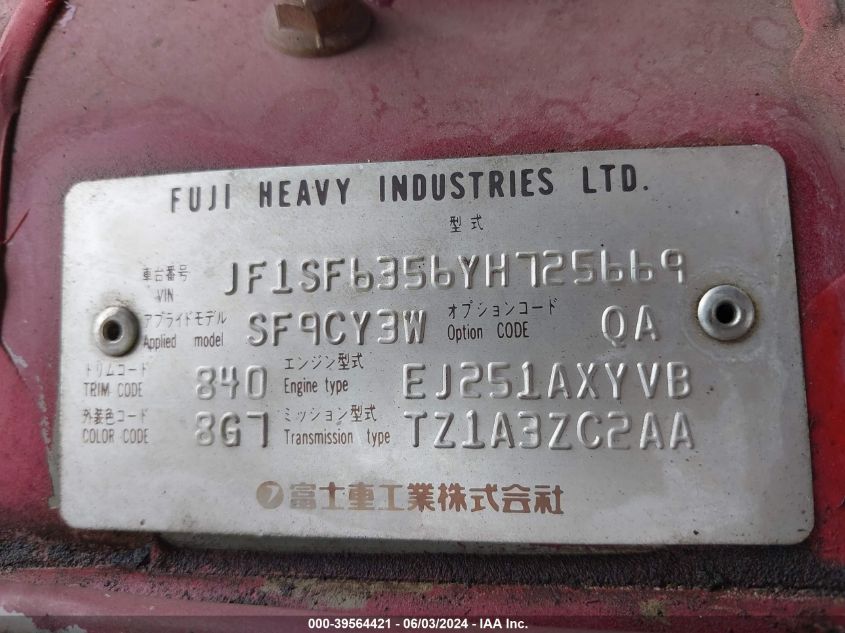 FUJI HEAVY INDUSTRIES LTD.
型式
車台番号 VIN JF1SF6356YH725669
アプライドモデル Applied model SF9CY3W オプションコード Option CODE QA
トリムコード TRIM CODE 840 エンジン型式 Engine type EJ251AXYVB
外装色コード COLOR CODE 8G7 ミッション型式 Transmission type TZ1A3ZC2AA
富士重工業株式会社
000-39564421 - 06/03/2024 - IAA Inc.